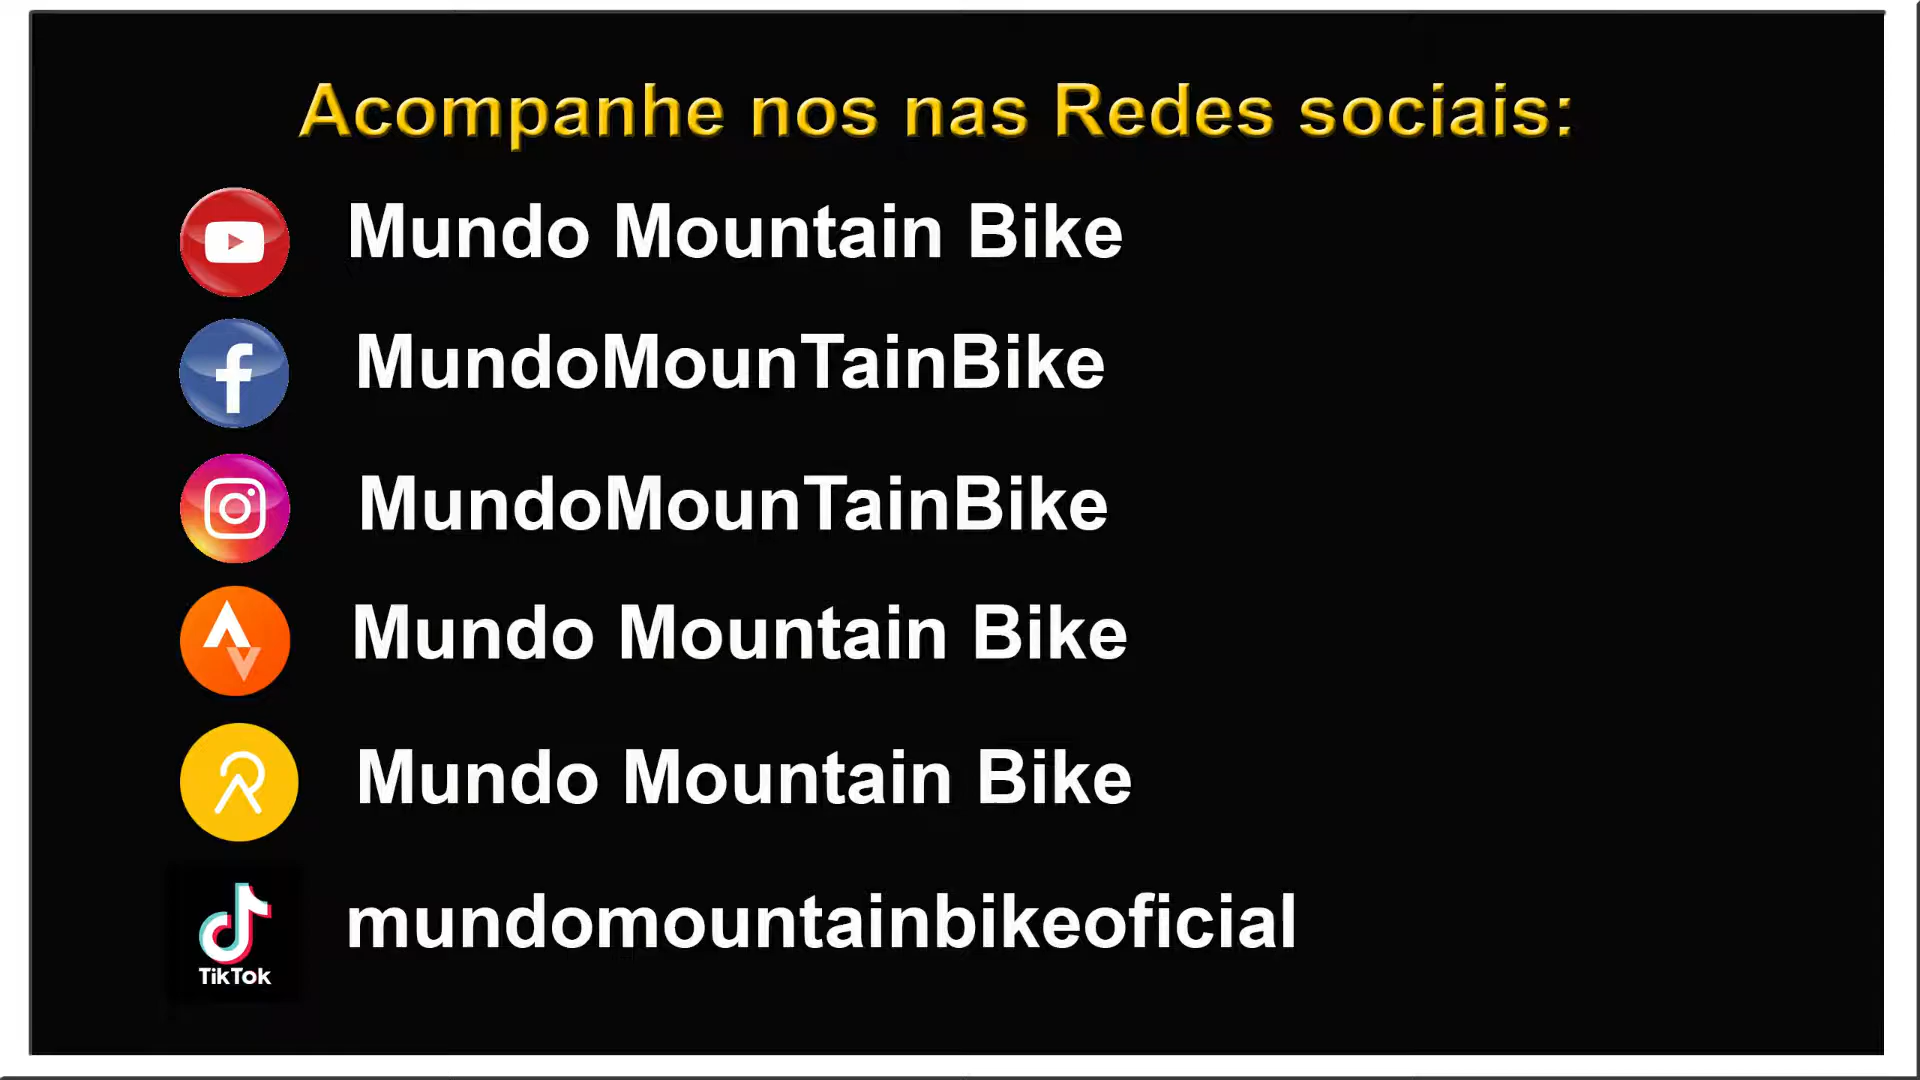 Acompanhe nos nas Redes sociais:
Mundo Mountain Bike
MundoMounTainBike
MundoMounTainBike
Mundo Mountain Bike
Mundo Mountain Bike
mundomountainbikeoficial
TikTok